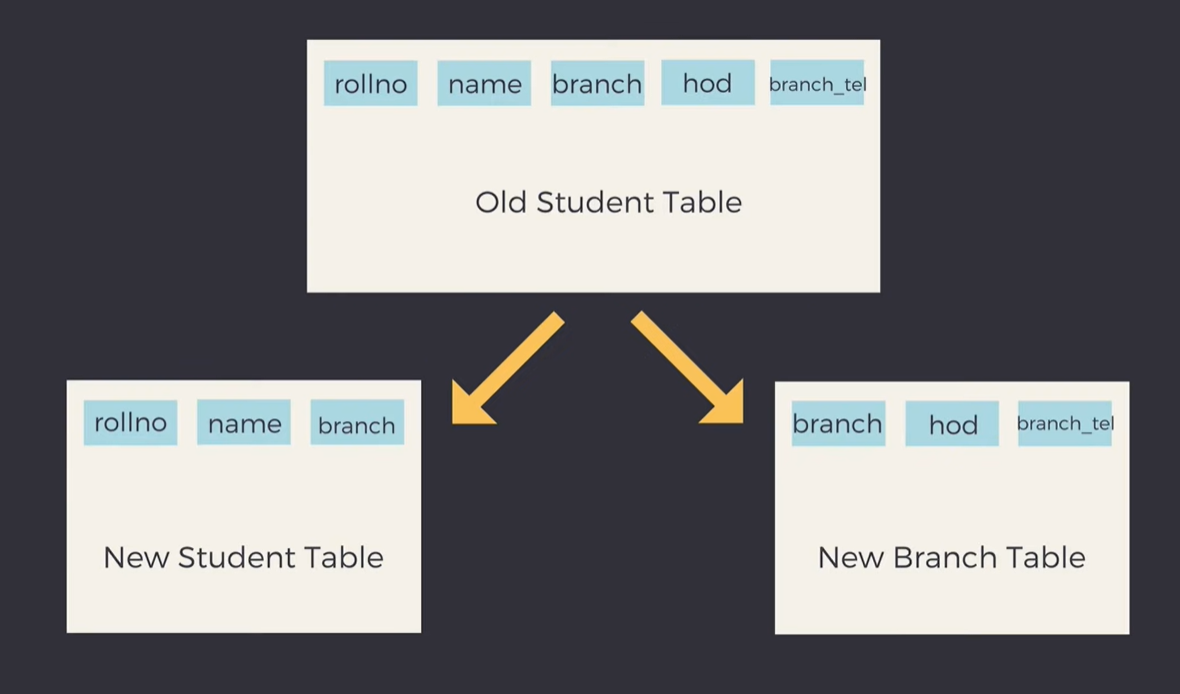 rollno name branch hod branch_tel
Old Student Table
rollno name branch
New Student Table
branch hod branch_tel
New Branch Table